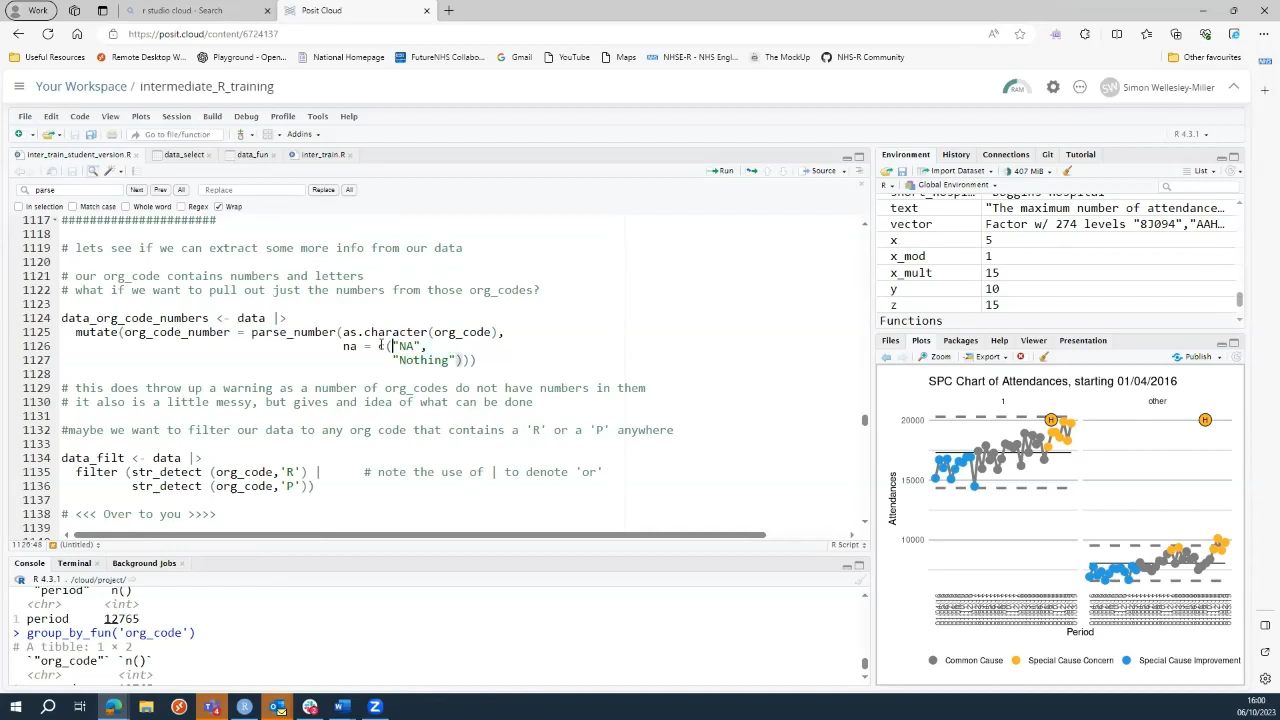 Work
r studio cloud - Search
Posit Cloud
https://posit.cloud/content/6724137
Useful Resources
Remote Desktop W...
Playground - Open...
National Homepage
FutureNHS Collabo...
Gmail
YouTube
Maps
NHSE-R - NHS Engl...
The MockUp
NHS-R Community
Other favourites
Your Workspace / intermediate_R_training
RAM
SW
Simon Wellesley-Miller
File Edit Code View Plots Session Build Debug Profile Tools Help
Go to file/function
Addins
R 4.3.1
inter_train_student_version.R
data_select
data_fun
inter_train.R
Run
Source
parse
Next Prev All
Replace
Replace All
In selection Match case Whole word Regex Wrap
1117 ######################
1118
1119 # lets see if we can extract some more info from our data
1120
1121 # our org_code contains numbers and letters
1122 # what if we want to pull out just the numbers from those org_codes?
1123
1124 data_org_code_numbers <- data |>
1125 mutate(org_code_number = parse_number(as.character(org_code),
1126 na = c("NA",
1127 "Nothing")))
1128
1129 # this does throw up a warning as a number of org_codes do not have numbers in them
1130 # it also is a little messy, but gives and idea of what can be done
1131
1132 #maybe we want to filter our data to any org code that contains a 'R' or a 'P' anywhere
1133
1134 data_filt <- data |>
1135 filter (str_detect (org_code,'R') | # note the use of | to denote 'or'
1136 str_detect (org_code,'P'))
1137
1138 # <<< Over to you >>>>
1139
1126:48 (Untitled)
R Script
Console Terminal Background Jobs
R 4.3.1 . /cloud/project/
`"period"` n()
<chr> <int>
1 period 12765
> group_by_fun('org_code')
# A tibble: 1 × 2
`"org_code"` `n()`
<chr> <int>
Environment History Connections Git Tutorial
Import Dataset
407 MiB
List
R
Global Environment
text "The maximum number of attendance...
vector Factor w/ 274 levels "8J094","AAH...
x 5
x_mod 1
x_mult 15
y 10
z 15
Functions
Files Plots Packages Help Viewer Presentation
Zoom
Export
Publish
SPC Chart of Attendances, starting 01/04/2016
1
other
20000
15000
10000
Attendances
Period
Common Cause
Special Cause Concern
Special Cause Improvement
16:00
06/10/2023